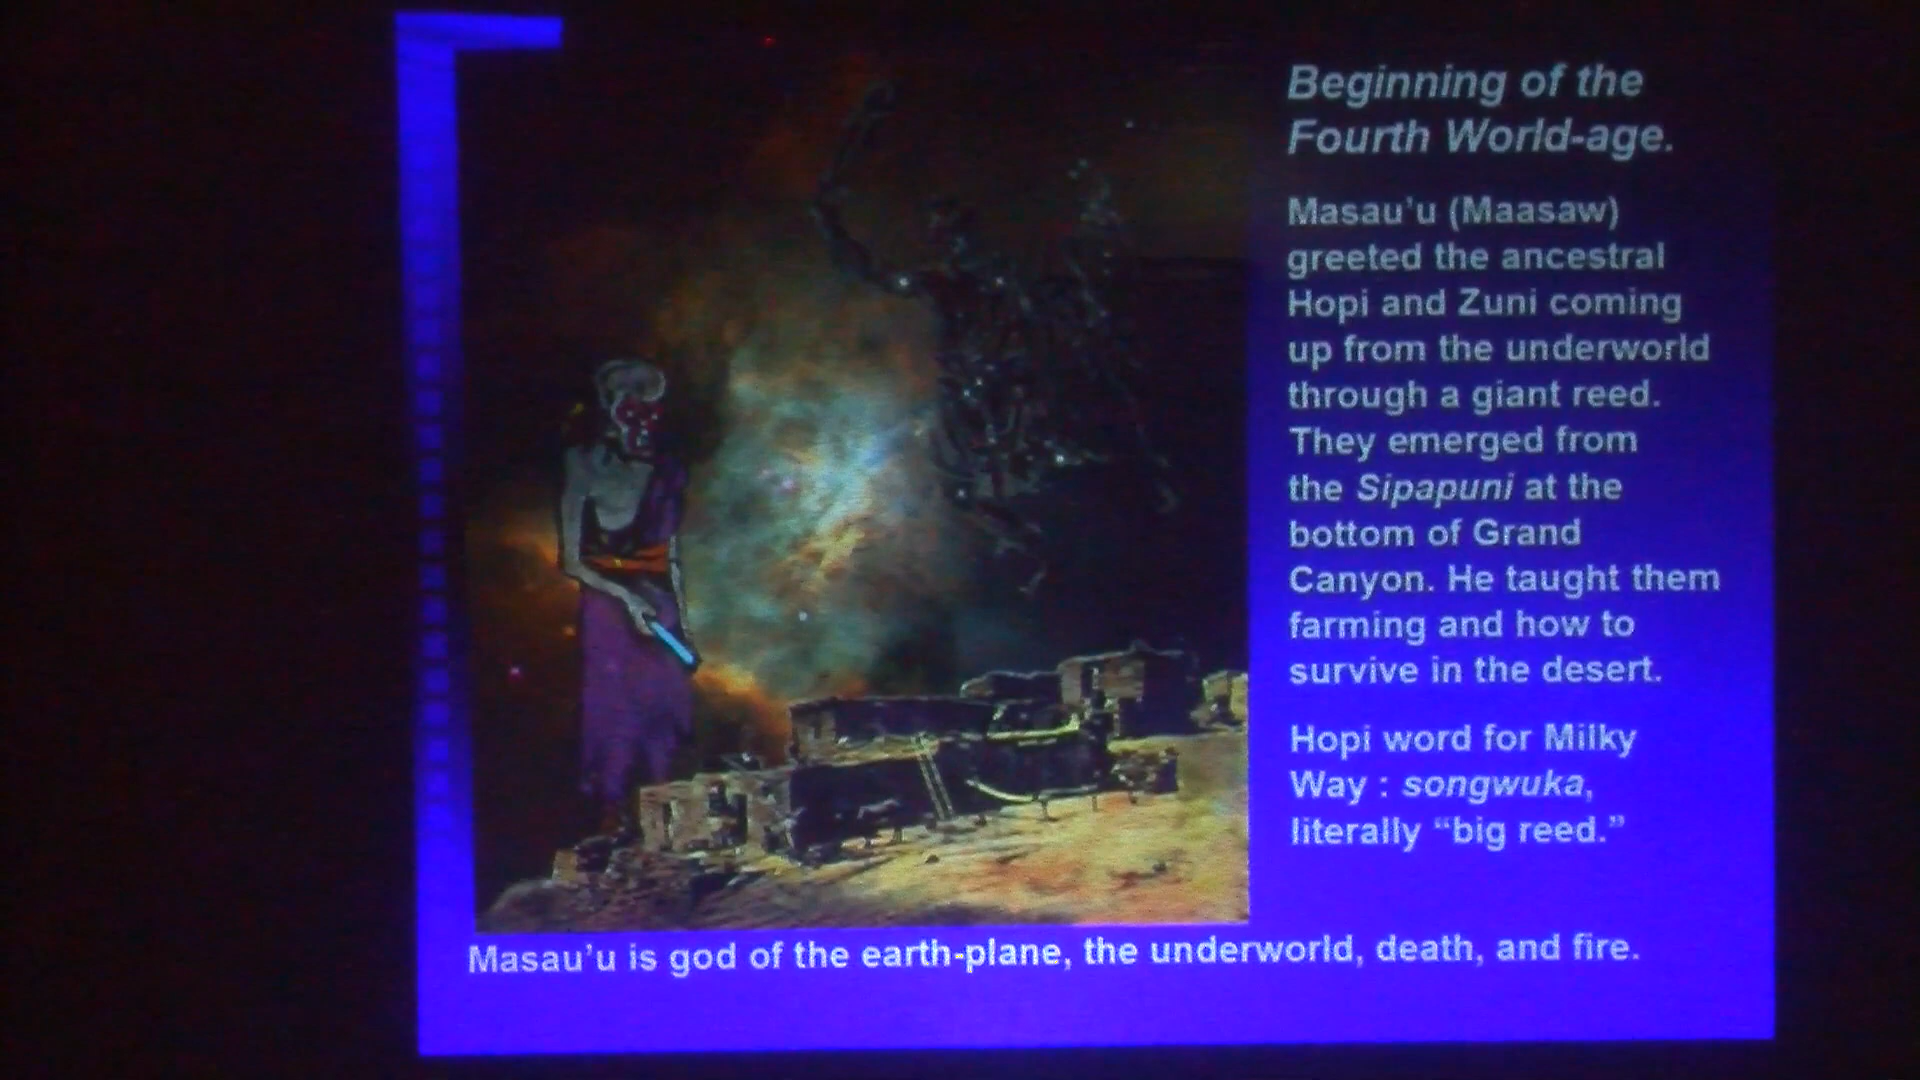 Beginning of the
Fourth World-age.
Masau'u (Maasaw)
greeted the ancestral
Hopi and Zuni coming
up from the underworld
through a giant reed.
They emerged from
the Sipapuni at the
bottom of Grand
Canyon. He taught them
farming and how to
survive in the desert.
Hopi word for Milky
Way : songwuka,
literally “big reed.”
Masau'u is god of the earth-plane, the underworld, death, and fire.